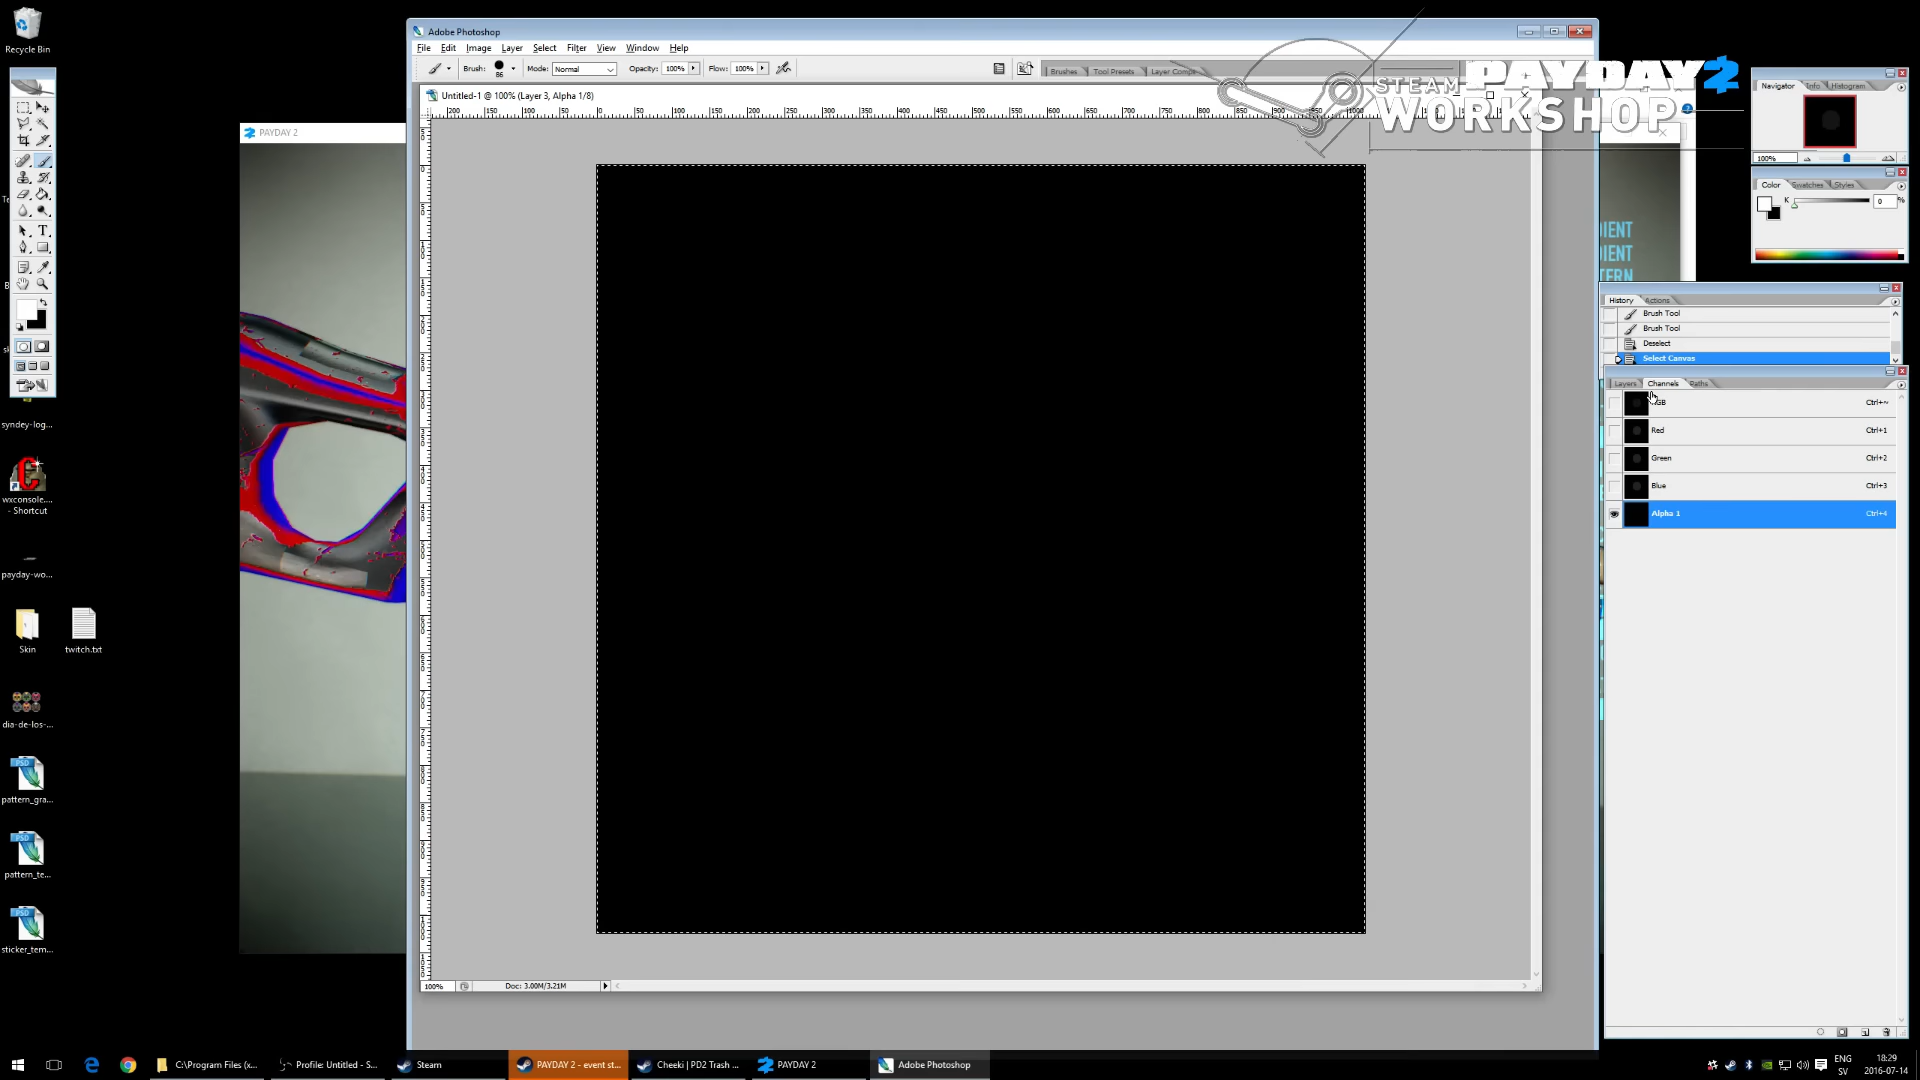 Recycle Bin
syndey-log...
wxconsole....
- Shortcut
payday-wo...
Skin
twitch.txt
dia-de-los-...
pattern_gra...
pattern_te...
sticker_tem...
PAYDAY 2
Adobe Photoshop
File Edit Image Layer Select Filter View Window Help
Brush: 86 Mode: Normal Opacity: 100% Flow: 100%
Brushes Tool Presets Layer Comps
Untitled-1 @ 100% (Layer 3, Alpha 1/8)
STEAM PAYDAY 2
WORKSHOP
100% Doc: 3.00M/3.21M
Navigator Info Histogram
100%
Color Swatches Styles
K 0 %
DIENT
DIENT
TERN
History Actions
Brush Tool
Brush Tool
Deselect
Select Canvas
Layers Channels Paths
Ctrl+~
Red Ctrl+1
Green Ctrl+2
Blue Ctrl+3
Alpha 1 Ctrl+4
C:\Program Files (x...
Profile: Untitled - S...
Steam
PAYDAY 2 - event st...
Cheeki | PD2 Trash ...
PAYDAY 2
Adobe Photoshop
ENG
SV
18:29
2016-07-14